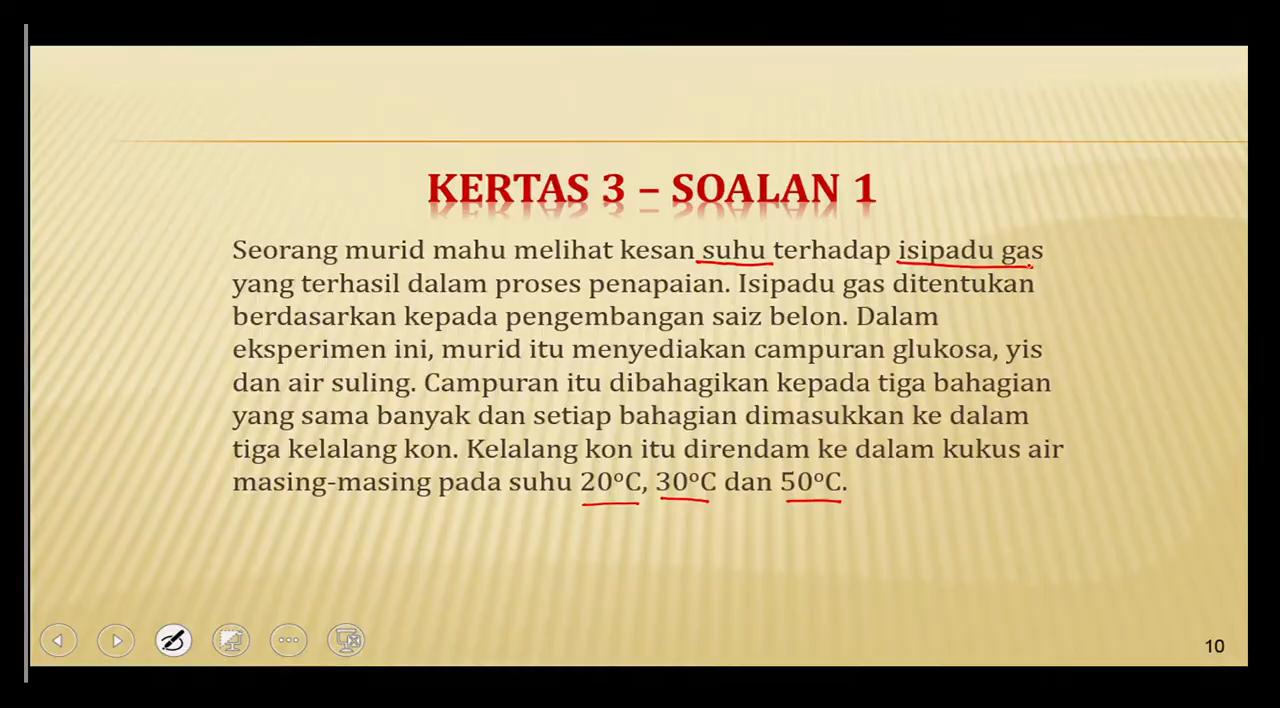 KERTAS 3 – SOALAN 1
Seorang murid mahu melihat kesan suhu terhadap isipadu gas
yang terhasil dalam proses penapaian. Isipadu gas ditentukan
berdasarkan kepada pengembangan saiz belon. Dalam
eksperimen ini, murid itu menyediakan campuran glukosa, yis
dan air suling. Campuran itu dibahagikan kepada tiga bahagian
yang sama banyak dan setiap bahagian dimasukkan ke dalam
tiga kelalang kon. Kelalang kon itu direndam ke dalam kukus air
masing-masing pada suhu 20°C, 30°C dan 50°C.
10